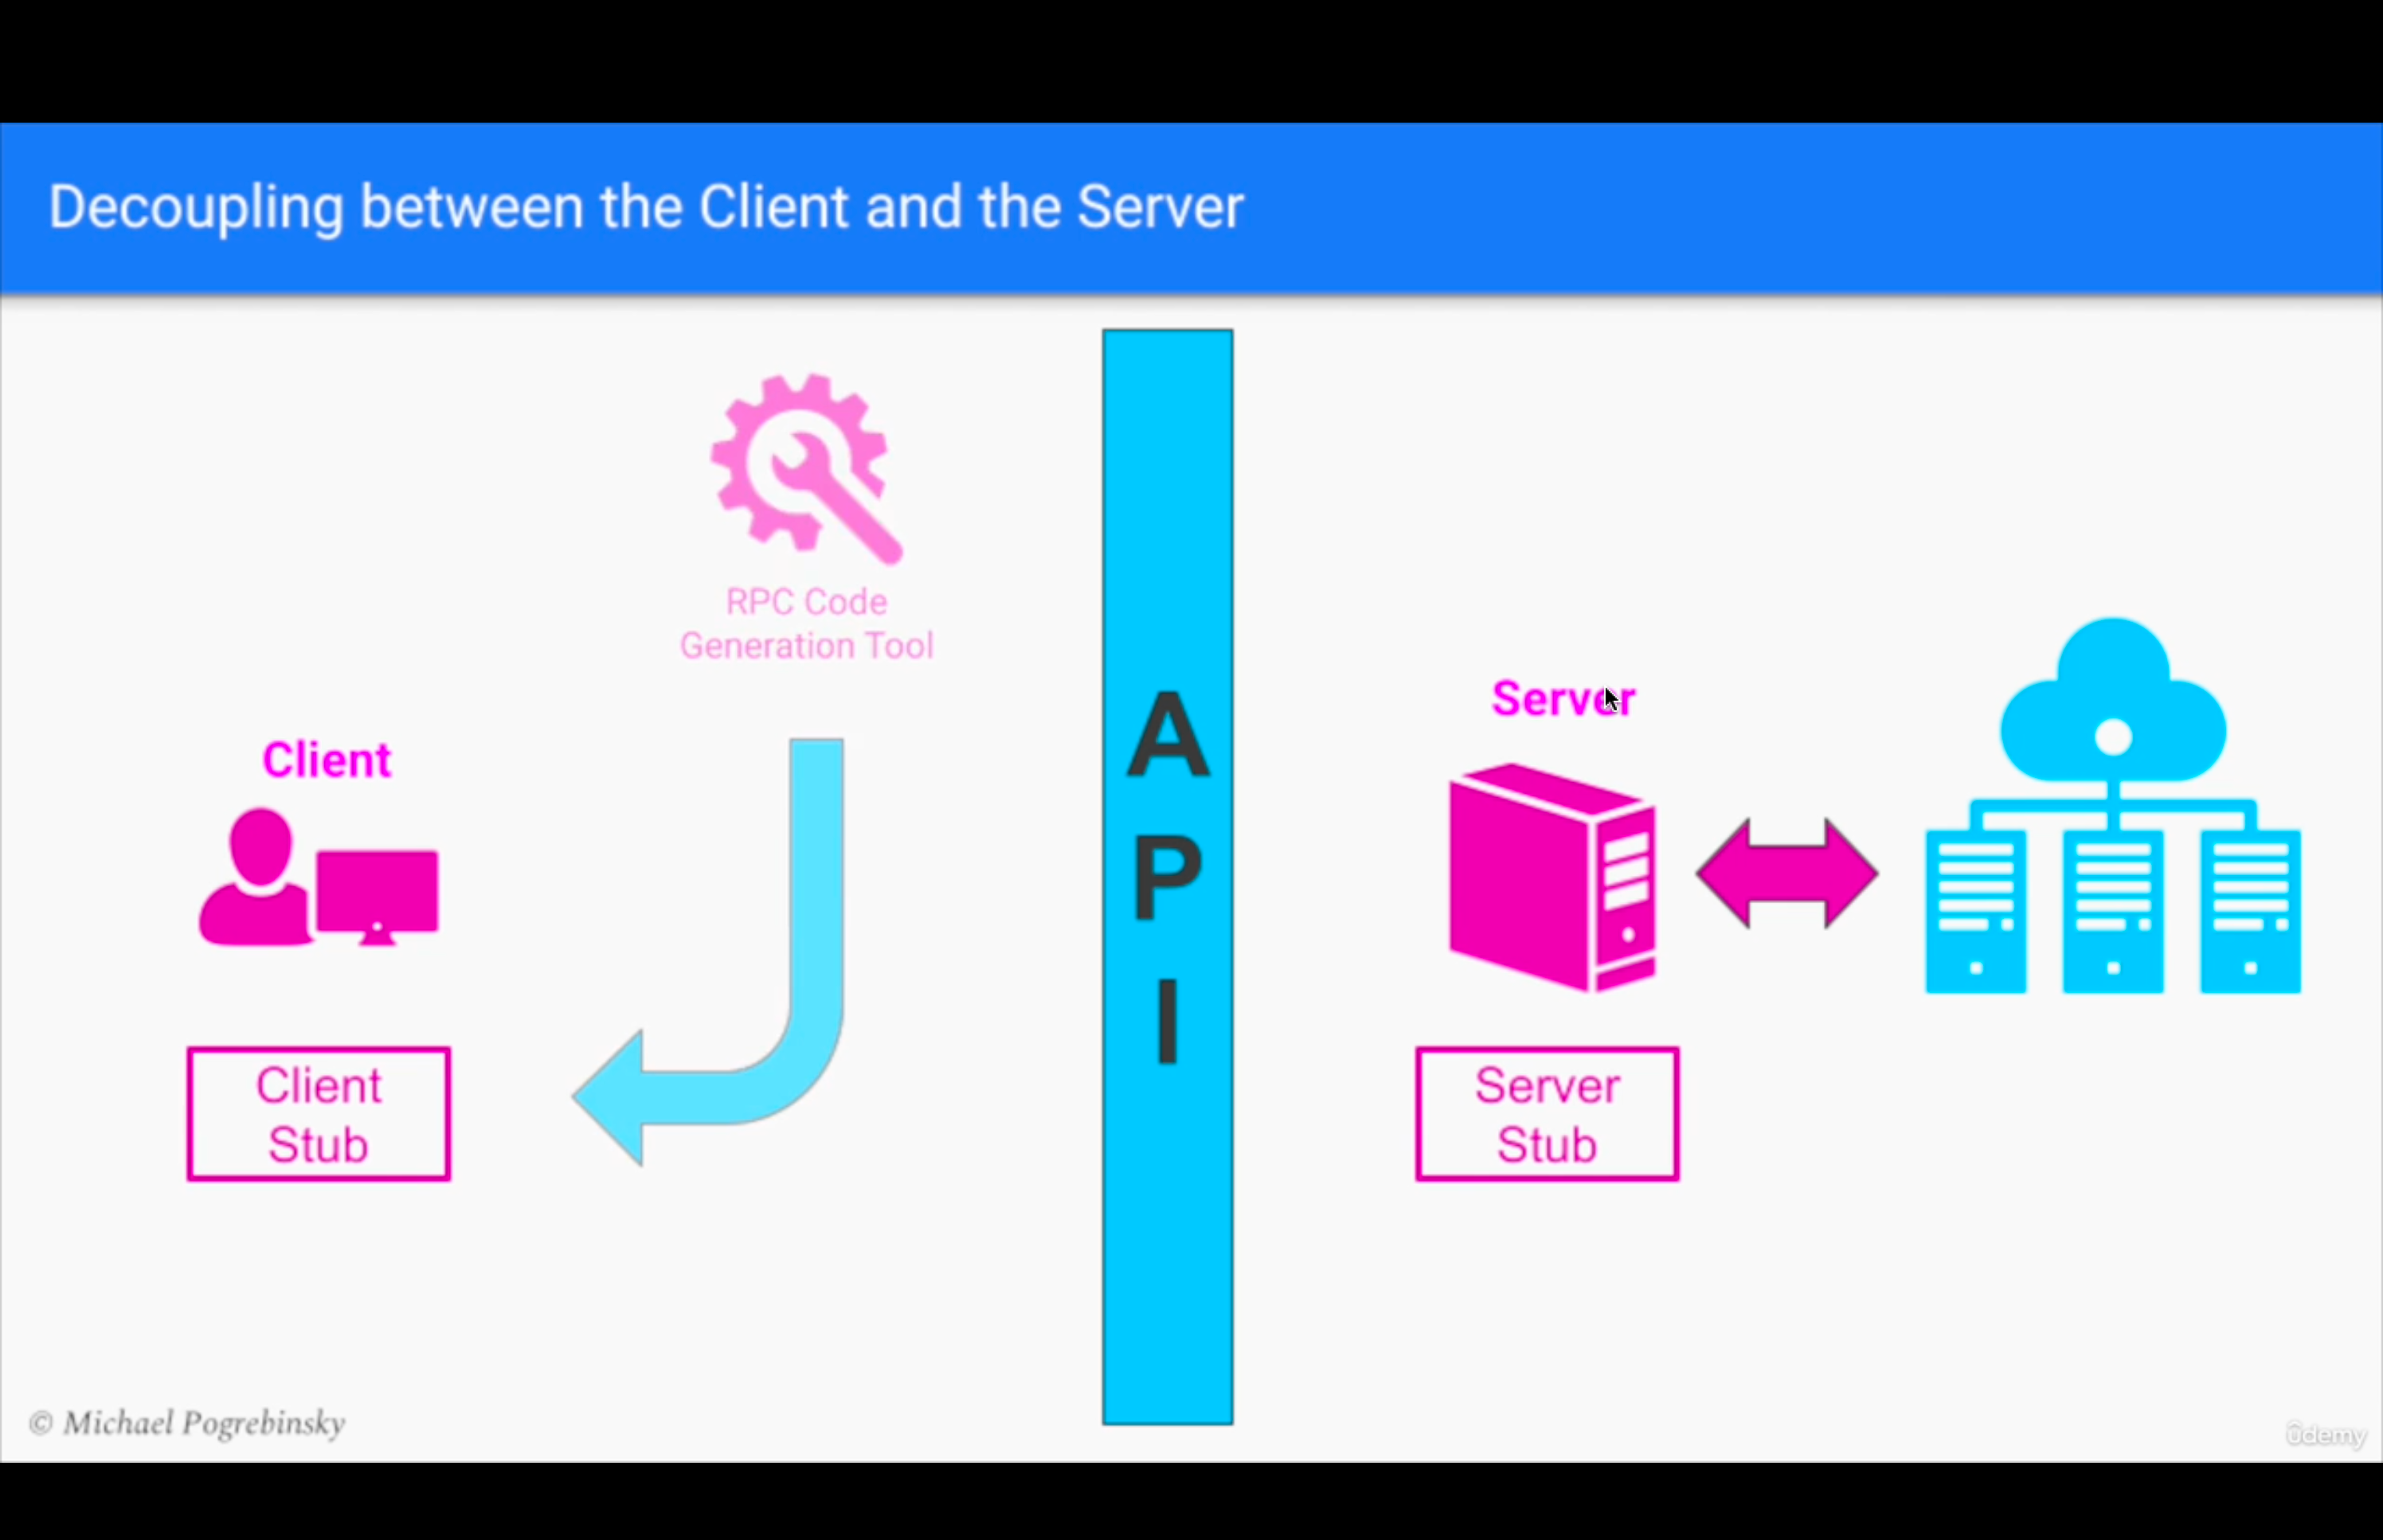 Decoupling between the Client and the Server
RPC Code
Generation Tool
Client
Client
Stub
A
P
I
Server
Server
Stub
© Michael Pogrebinsky
ûdemy